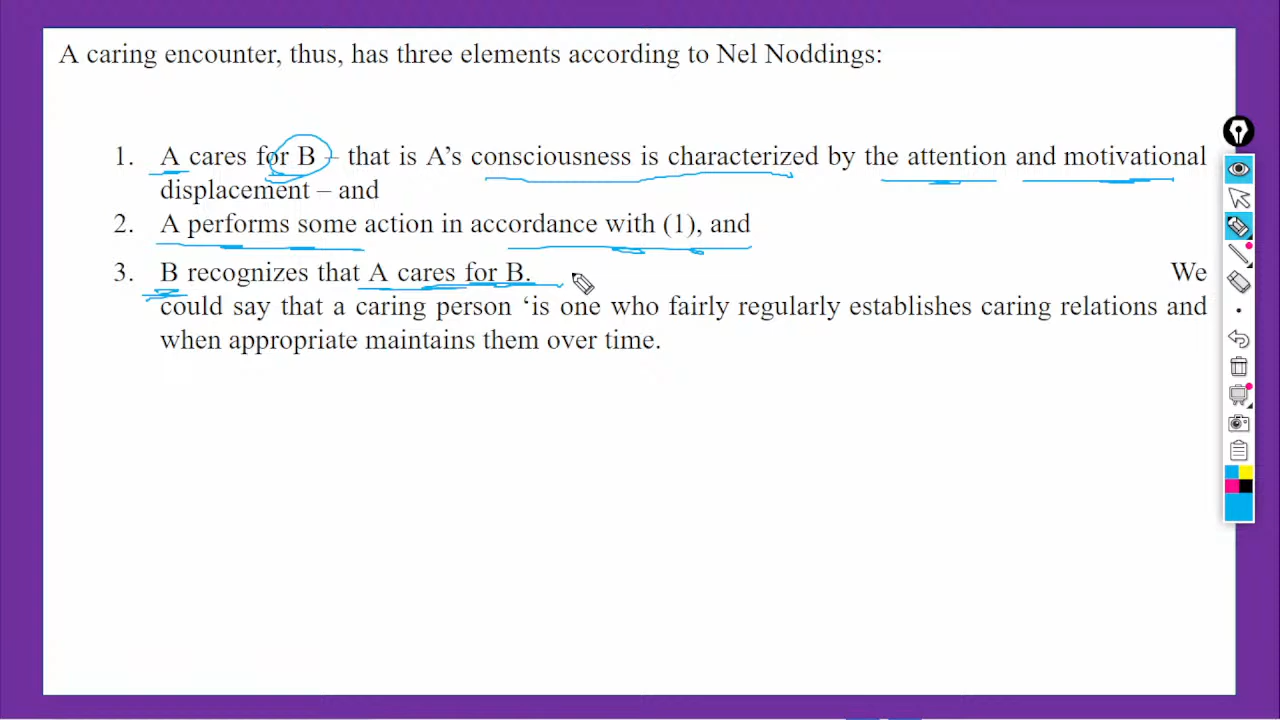 A caring encounter, thus, has three elements according to Nel Noddings:
1. A cares for B – that is A’s consciousness is characterized by the attention and motivational
displacement – and
2. A performs some action in accordance with (1), and
3. B recognizes that A cares for B. We
could say that a caring person ‘is one who fairly regularly establishes caring relations and
when appropriate maintains them over time.